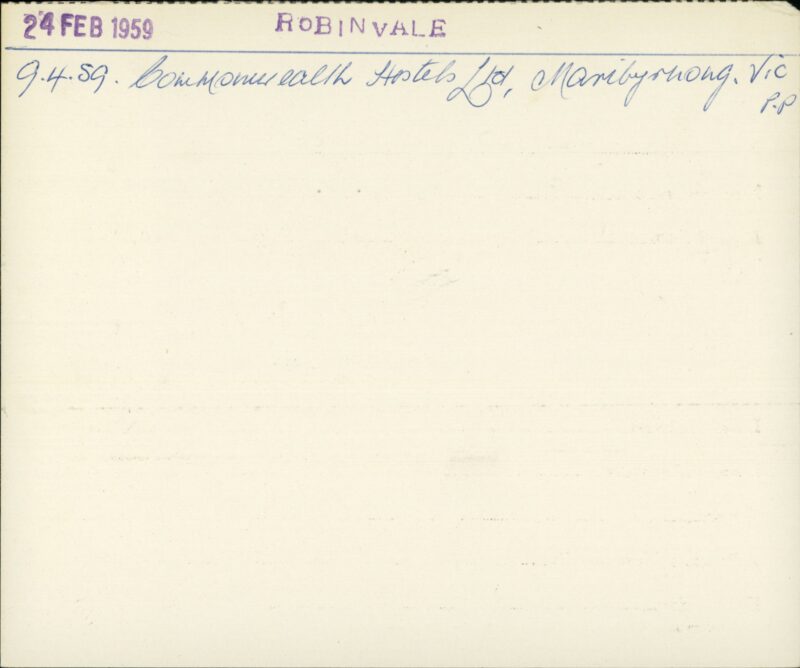 24 FEB 1959 ROBINVALE
9.4.59. Commonwealth Hostels Ltd, Maribyrnong. Vic
P.P